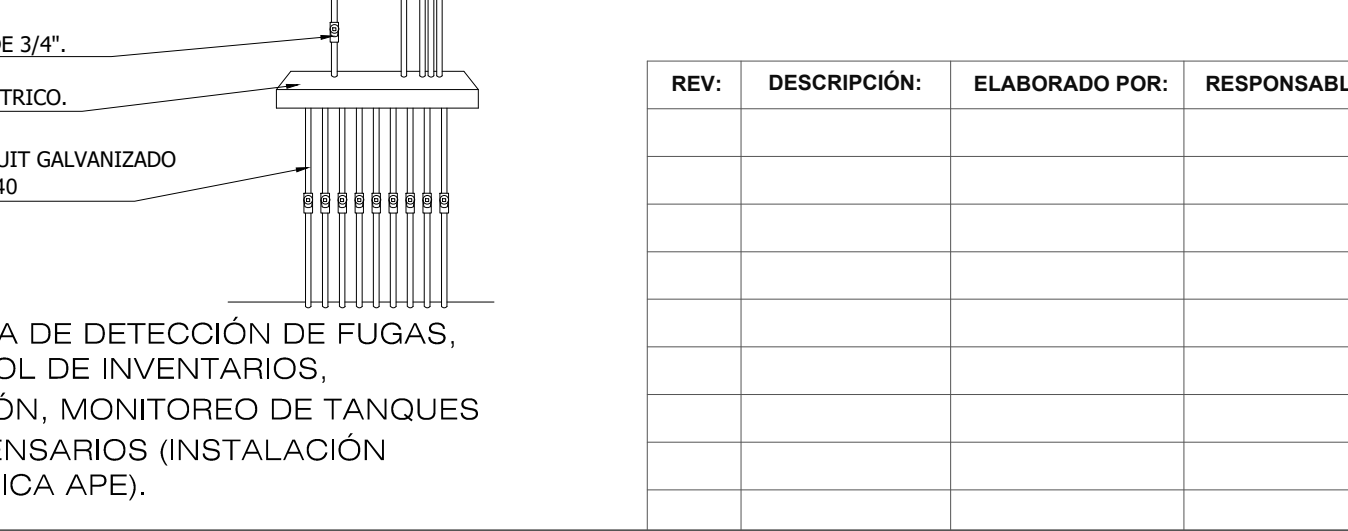 DE 3/4".
TRICO.
UIT GALVANIZADO
40
A DE DETECCIÓN DE FUGAS,
OL DE INVENTARIOS,
ÓN, MONITOREO DE TANQUES
ENSARIOS (INSTALACIÓN
ICA APE).
REV: DESCRIPCIÓN: ELABORADO POR: RESPONSABL